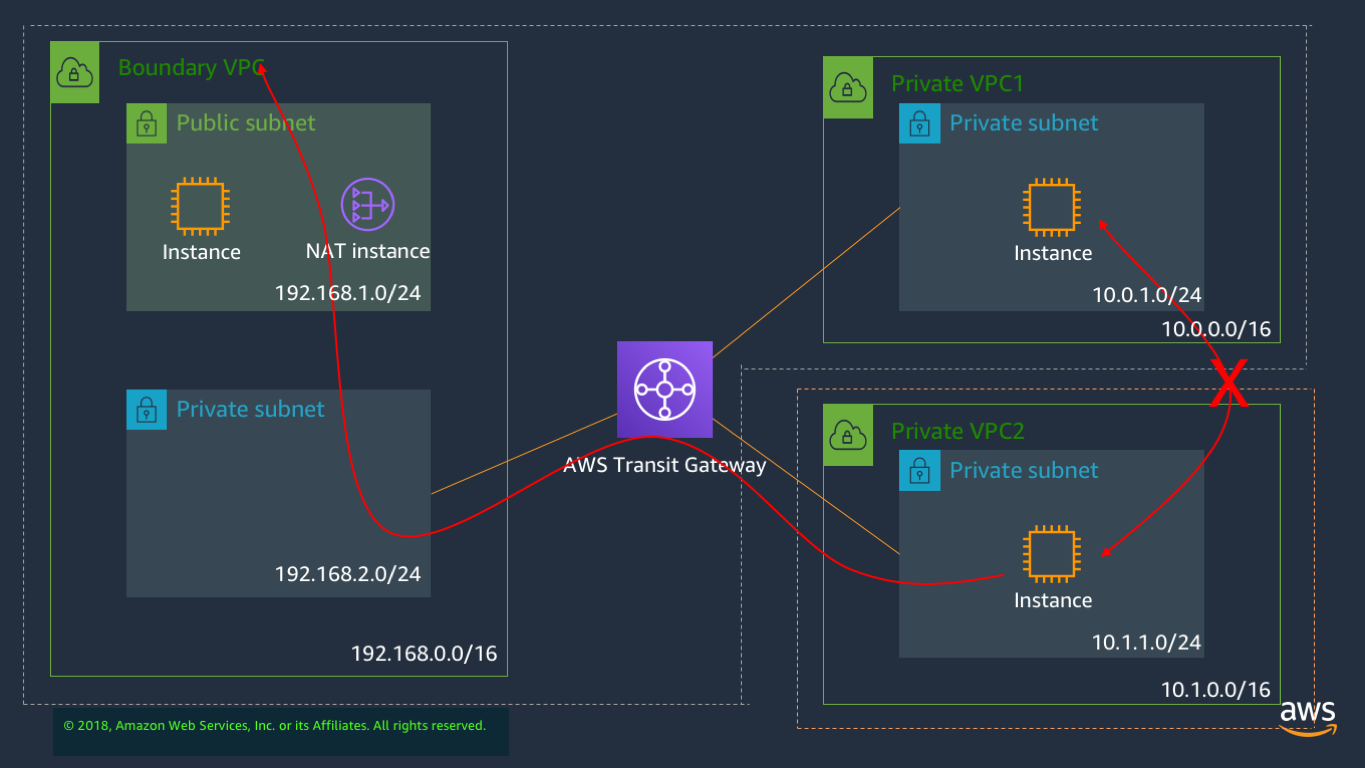 Boundary VPC
Public subnet
Instance
NAT instance
192.168.1.0/24
Private subnet
192.168.2.0/24
192.168.0.0/16
AWS Transit Gateway
Private VPC1
Private subnet
Instance
10.0.1.0/24
10.0.0.0/16
X
Private VPC2
Private subnet
Instance
10.1.1.0/24
10.1.0.0/16
© 2018, Amazon Web Services, Inc. or its Affiliates. All rights reserved.
aws